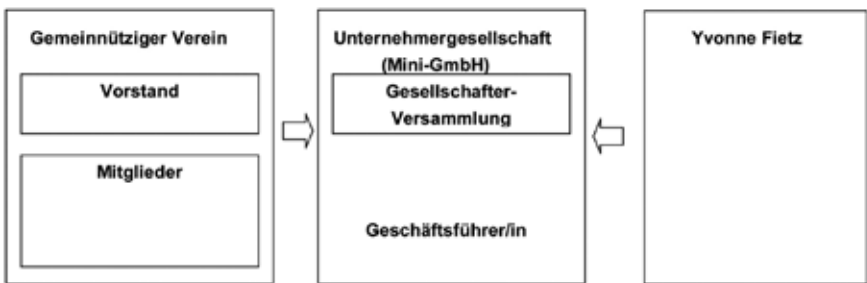 Gemeinnütziger Verein
Vorstand
Mitglieder
Unternehmergesellschaft
(Mini-GmbH)
Gesellschafter-
Versammlung
Geschäftsführer/in
Yvonne Fietz